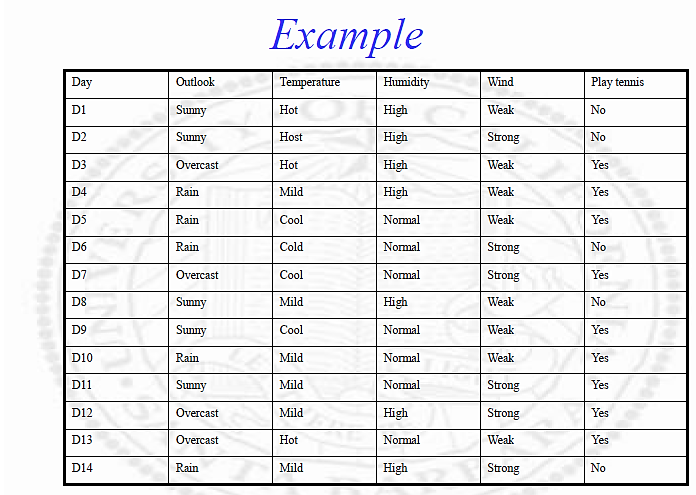 Example
Day Outlook Temperature Humidity Wind Play tennis
D1 Sunny Hot High Weak No
D2 Sunny Host High Strong No
D3 Overcast Hot High Weak Yes
D4 Rain Mild High Weak Yes
D5 Rain Cool Normal Weak Yes
D6 Rain Cold Normal Strong No
D7 Overcast Cool Normal Strong Yes
D8 Sunny Mild High Weak No
D9 Sunny Cool Normal Weak Yes
D10 Rain Mild Normal Weak Yes
D11 Sunny Mild Normal Strong Yes
D12 Overcast Mild High Strong Yes
D13 Overcast Hot Normal Weak Yes
D14 Rain Mild High Strong No